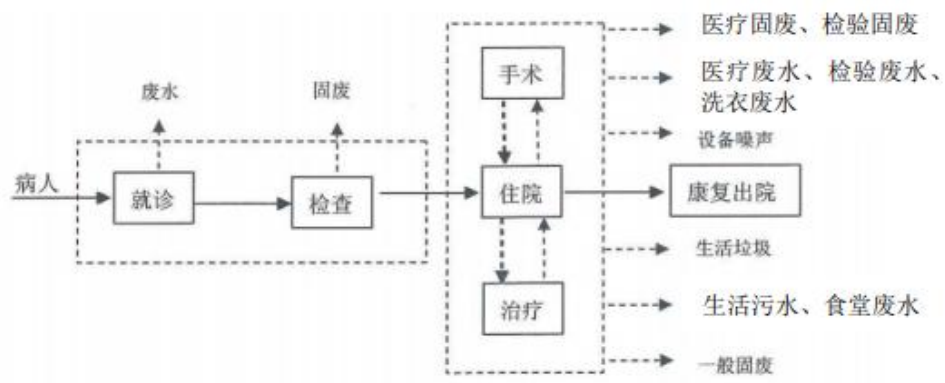 医疗固废、检验固废
手术
医疗废水、检验废水、
洗衣废水
废水
固废
设备噪声
病人
就诊
检查
住院
康复出院
生活垃圾
治疗
生活污水、食堂废水
一般固废